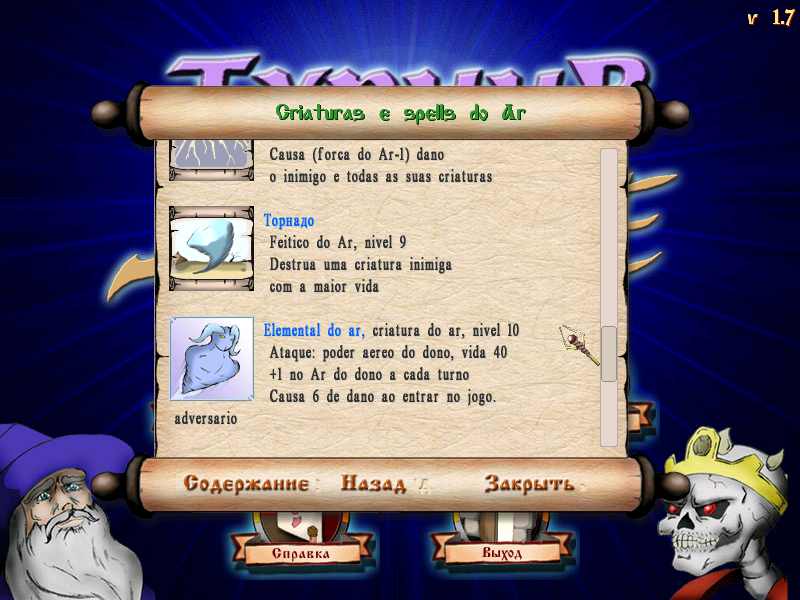 v 1.7
Турнир
Criaturas e spells do Ar
Causa (forca do Ar-1) dano
o inimigo e todas as suas criaturas
Торнадо
Feitico do Ar, nivel 9
Destrua uma criatura inimiga
com a maior vida
Elemental do ar, criatura do ar, nivel 10
Ataque: poder aereo do dono, vida 40
+1 no Ar do dono a cada turno
Causa 6 de dano ao entrar no jogo.
adversario
Содержание Назад Закрыть
Справка Выход